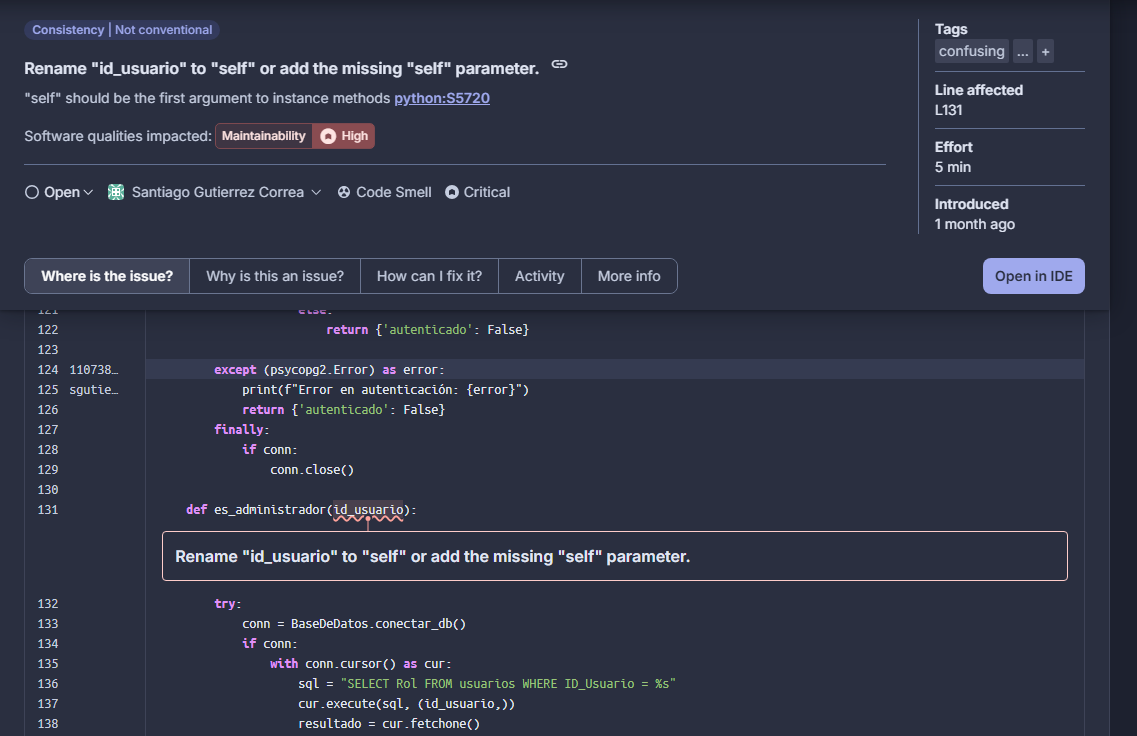 Consistency | Not conventional
Rename "id_usuario" to "self" or add the missing "self" parameter.
"self" should be the first argument to instance methods python:S5720
Software qualities impacted: Maintainability High
Open Santiago Gutierrez Correa Code Smell Critical
Tags
confusing ... +
Line affected
L131
Effort
5 min
Introduced
1 month ago
Where is the issue? Why is this an issue? How can I fix it? Activity More info Open in IDE
121 else:
122 return {'autenticado': False}
123
124 110738… except (psycopg2.Error) as error:
125 sgutie… print(f"Error en autenticación: {error}")
126 return {'autenticado': False}
127 finally:
128 if conn:
129 conn.close()
130
131 def es_administrador(id_usuario):
Rename "id_usuario" to "self" or add the missing "self" parameter.
132 try:
133 conn = BaseDeDatos.conectar_db()
134 if conn:
135 with conn.cursor() as cur:
136 sql = "SELECT Rol FROM usuarios WHERE ID_Usuario = %s"
137 cur.execute(sql, (id_usuario,))
138 resultado = cur.fetchone()